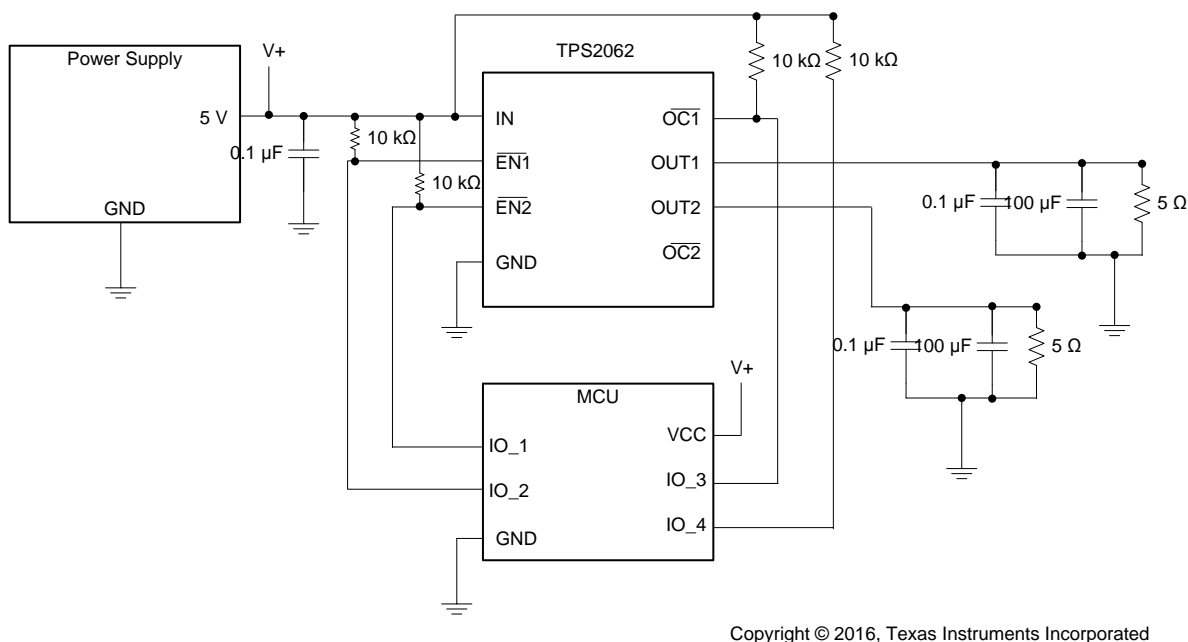 Power Supply
V+
5 V
GND
0.1 µF
10 kΩ
10 kΩ
TPS2062
IN
EN1
EN2
GND
OC1
OUT1
OUT2
OC2
10 kΩ
10 kΩ
0.1 µF
100 µF
5 Ω
0.1 µF
100 µF
5 Ω
MCU
V+
IO_1
IO_2
GND
VCC
IO_3
IO_4
Copyright © 2016, Texas Instruments Incorporated